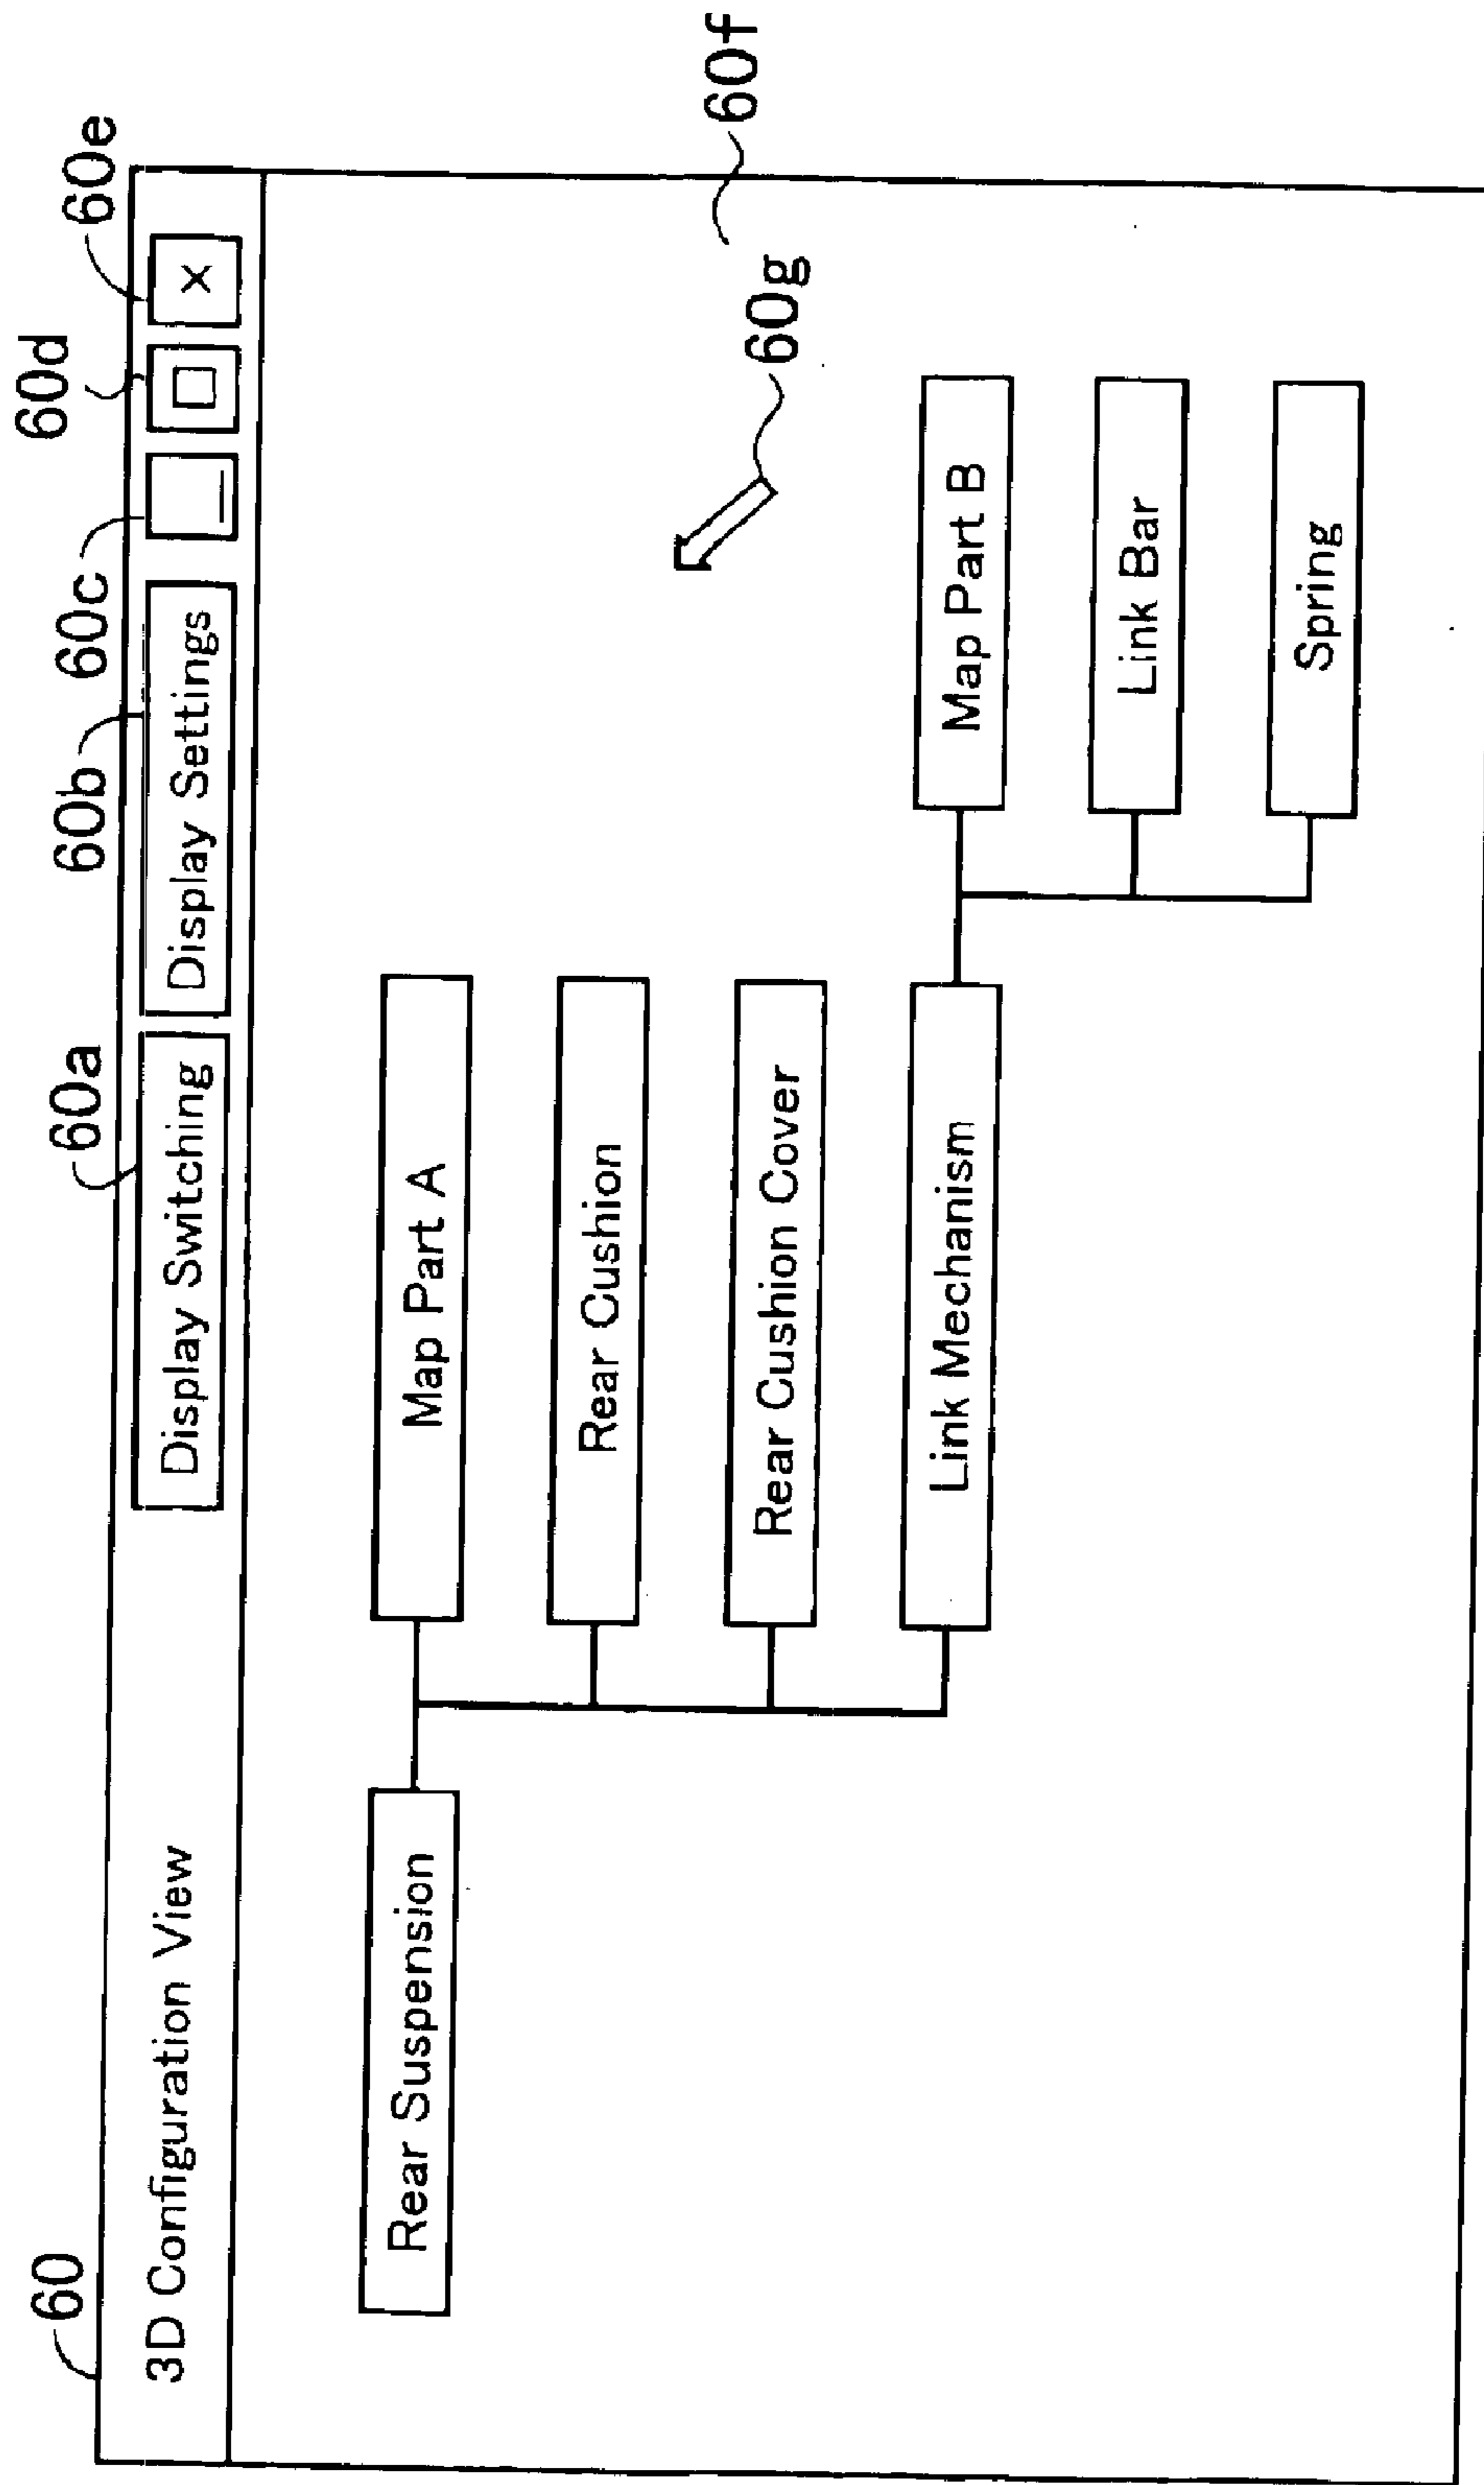 60
60a
60b
60c
60d
60e
3D Configuration View
Display Switching
Display Settings
×
60f
60g
Rear Suspension
Map Part A
Rear Cushion
Rear Cushion Cover
Link Mechanism
Map Part B
Link Bar
Spring